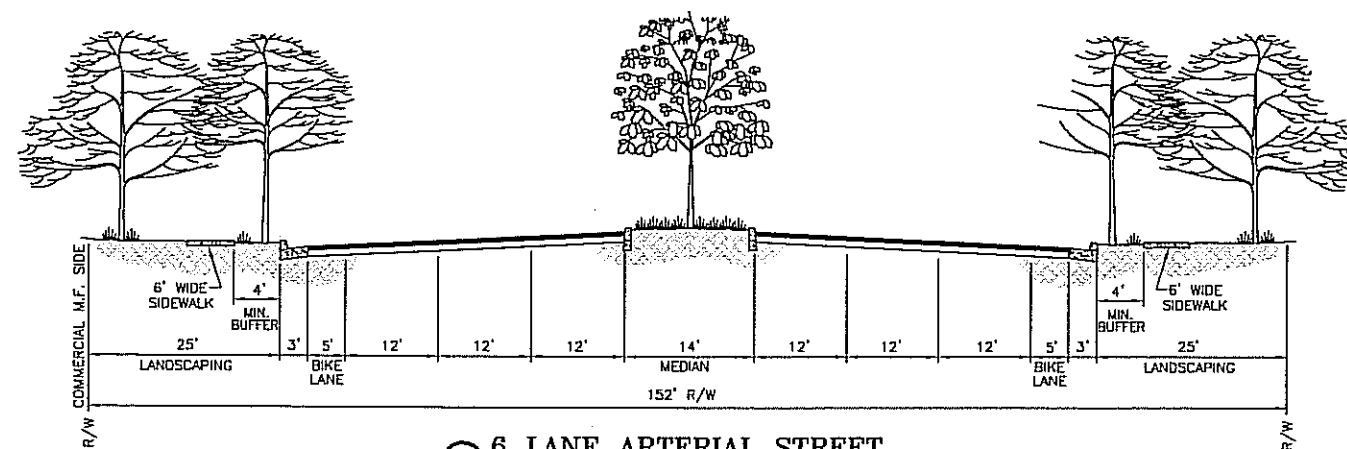 COMMERCIAL M.F. SIDE
6' WIDE
SIDEWALK
4'
MIN.
BUFFER
4'
MIN.
BUFFER
6' WIDE
SIDEWALK
25'
3'
5'
12'
12'
12'
14'
12'
12'
12'
5'
3'
25'
LANDSCAPING
BIKE
LANE
MEDIAN
BIKE
LANE
LANDSCAPING
152' R/W
R/W
R/W
6 LANE ARTERIAL STREET